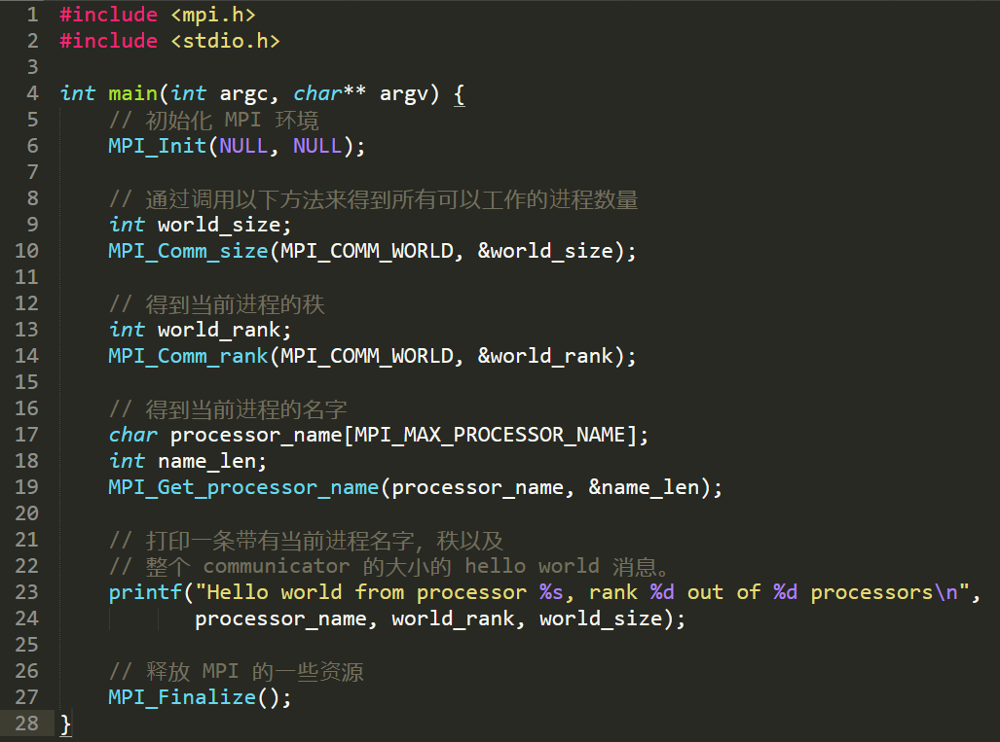 1 #include <mpi.h>
2 #include <stdio.h>
3
4 int main(int argc, char** argv) {
5     // 初始化 MPI 环境
6     MPI_Init(NULL, NULL);
7
8     // 通过调用以下方法来得到所有可以工作的进程数量
9     int world_size;
10     MPI_Comm_size(MPI_COMM_WORLD, &world_size);
11
12     // 得到当前进程的秩
13     int world_rank;
14     MPI_Comm_rank(MPI_COMM_WORLD, &world_rank);
15
16     // 得到当前进程的名字
17     char processor_name[MPI_MAX_PROCESSOR_NAME];
18     int name_len;
19     MPI_Get_processor_name(processor_name, &name_len);
20
21     // 打印一条带有当前进程名字，秩以及
22     // 整个 communicator 的大小的 hello world 消息。
23     printf("Hello world from processor %s, rank %d out of %d processors\n",
24            processor_name, world_rank, world_size);
25
26     // 释放 MPI 的一些资源
27     MPI_Finalize();
28 }